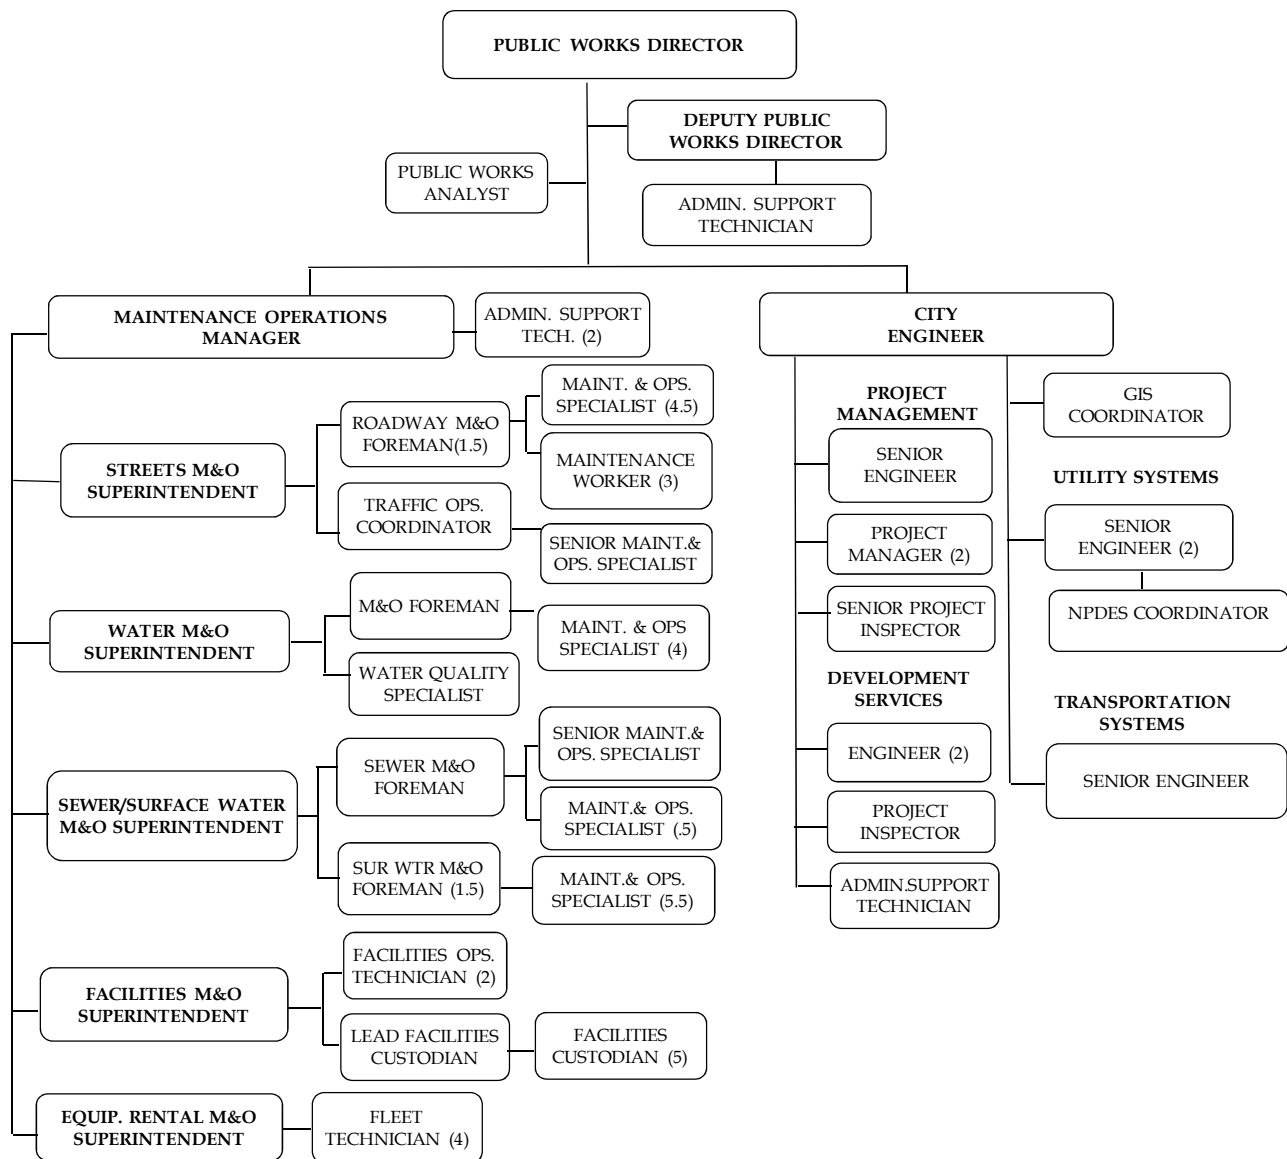 PUBLIC WORKS DIRECTOR
DEPUTY PUBLIC
WORKS DIRECTOR
PUBLIC WORKS
ANALYST
ADMIN. SUPPORT
TECHNICIAN
MAINTENANCE OPERATIONS
MANAGER
ADMIN. SUPPORT
TECH. (2)
STREETS M&O
SUPERINTENDENT
ROADWAY M&O
FOREMAN(1.5)
MAINT. & OPS.
SPECIALIST (4.5)
MAINTENANCE
WORKER (3)
TRAFFIC OPS.
COORDINATOR
SENIOR MAINT.&
OPS. SPECIALIST
WATER M&O
SUPERINTENDENT
M&O FOREMAN
MAINT. & OPS
SPECIALIST (4)
WATER QUALITY
SPECIALIST
SEWER/SURFACE WATER
M&O SUPERINTENDENT
SEWER M&O
FOREMAN
SENIOR MAINT.&
OPS. SPECIALIST
MAINT.& OPS.
SPECIALIST (.5)
SUR WTR M&O
FOREMAN (1.5)
MAINT.& OPS.
SPECIALIST (5.5)
FACILITIES M&O
SUPERINTENDENT
FACILITIES OPS.
TECHNICIAN (2)
LEAD FACILITIES
CUSTODIAN
FACILITIES
CUSTODIAN (5)
EQUIP. RENTAL M&O
SUPERINTENDENT
FLEET
TECHNICIAN (4)
CITY
ENGINEER
PROJECT
MANAGEMENT
SENIOR
ENGINEER
PROJECT
MANAGER (2)
SENIOR PROJECT
INSPECTOR
DEVELOPMENT
SERVICES
ENGINEER (2)
PROJECT
INSPECTOR
ADMIN.SUPPORT
TECHNICIAN
GIS
COORDINATOR
UTILITY SYSTEMS
SENIOR
ENGINEER (2)
NPDES COORDINATOR
TRANSPORTATION
SYSTEMS
SENIOR ENGINEER